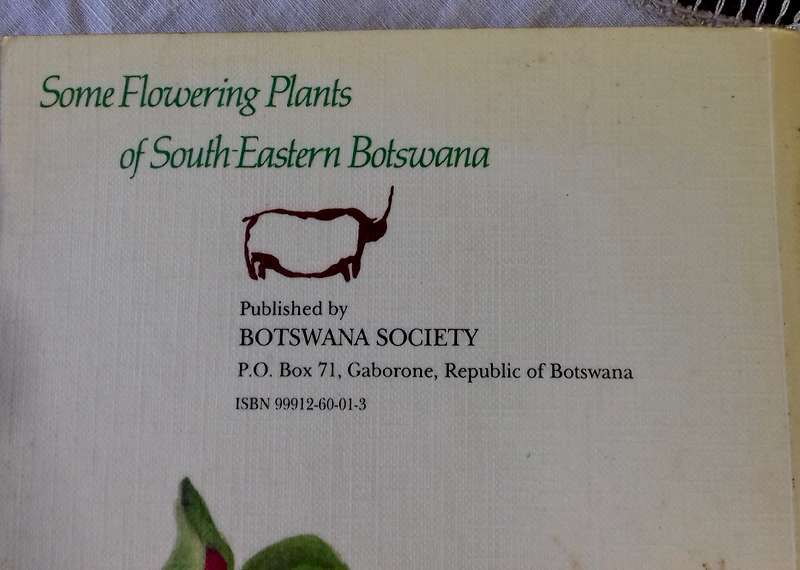 Some Flowering Plants
of South-Eastern Botswana
Published by
BOTSWANA SOCIETY
P.O. Box 71, Gaborone, Republic of Botswana
ISBN 99912-60-01-3